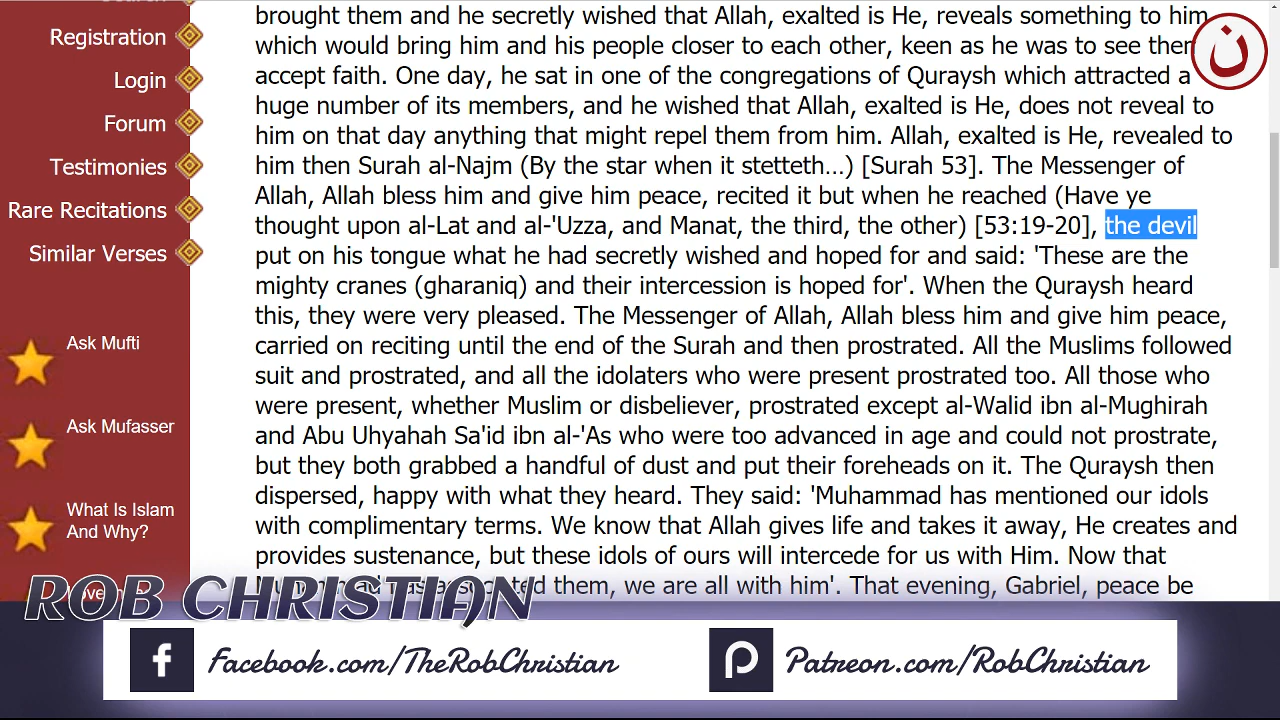 Registration
Login
Forum
Testimonies
Rare Recitations
Similar Verses
Ask Mufti
Ask Mufasser
What Is Islam
And Why?
brought them and he secretly wished that Allah, exalted is He, reveals something to him
which would bring him and his people closer to each other, keen as he was to see them
accept faith. One day, he sat in one of the congregations of Quraysh which attracted a
huge number of its members, and he wished that Allah, exalted is He, does not reveal to
him on that day anything that might repel them from him. Allah, exalted is He, revealed to
him then Surah al-Najm (By the star when it stetteth...) [Surah 53]. The Messenger of
Allah, Allah bless him and give him peace, recited it but when he reached (Have ye
thought upon al-Lat and al-'Uzza, and Manat, the third, the other) [53:19-20], the devil
put on his tongue what he had secretly wished and hoped for and said: 'These are the
mighty cranes (gharaniq) and their intercession is hoped for'. When the Quraysh heard
this, they were very pleased. The Messenger of Allah, Allah bless him and give him peace,
carried on reciting until the end of the Surah and then prostrated. All the Muslims followed
suit and prostrated, and all the idolaters who were present prostrated too. All those who
were present, whether Muslim or disbeliever, prostrated except al-Walid ibn al-Mughirah
and Abu Uhyahah Sa'id ibn al-'As who were too advanced in age and could not prostrate,
but they both grabbed a handful of dust and put their foreheads on it. The Quraysh then
dispersed, happy with what they heard. They said: 'Muhammad has mentioned our idols
with complimentary terms. We know that Allah gives life and takes it away, He creates and
provides sustenance, but these idols of ours will intercede for us with Him. Now that
them, we are all with him'. That evening, Gabriel, peace be
ن
ROB CHRISTIAN
Facebook.com/TheRobChristian
Patreon.com/RobChristian